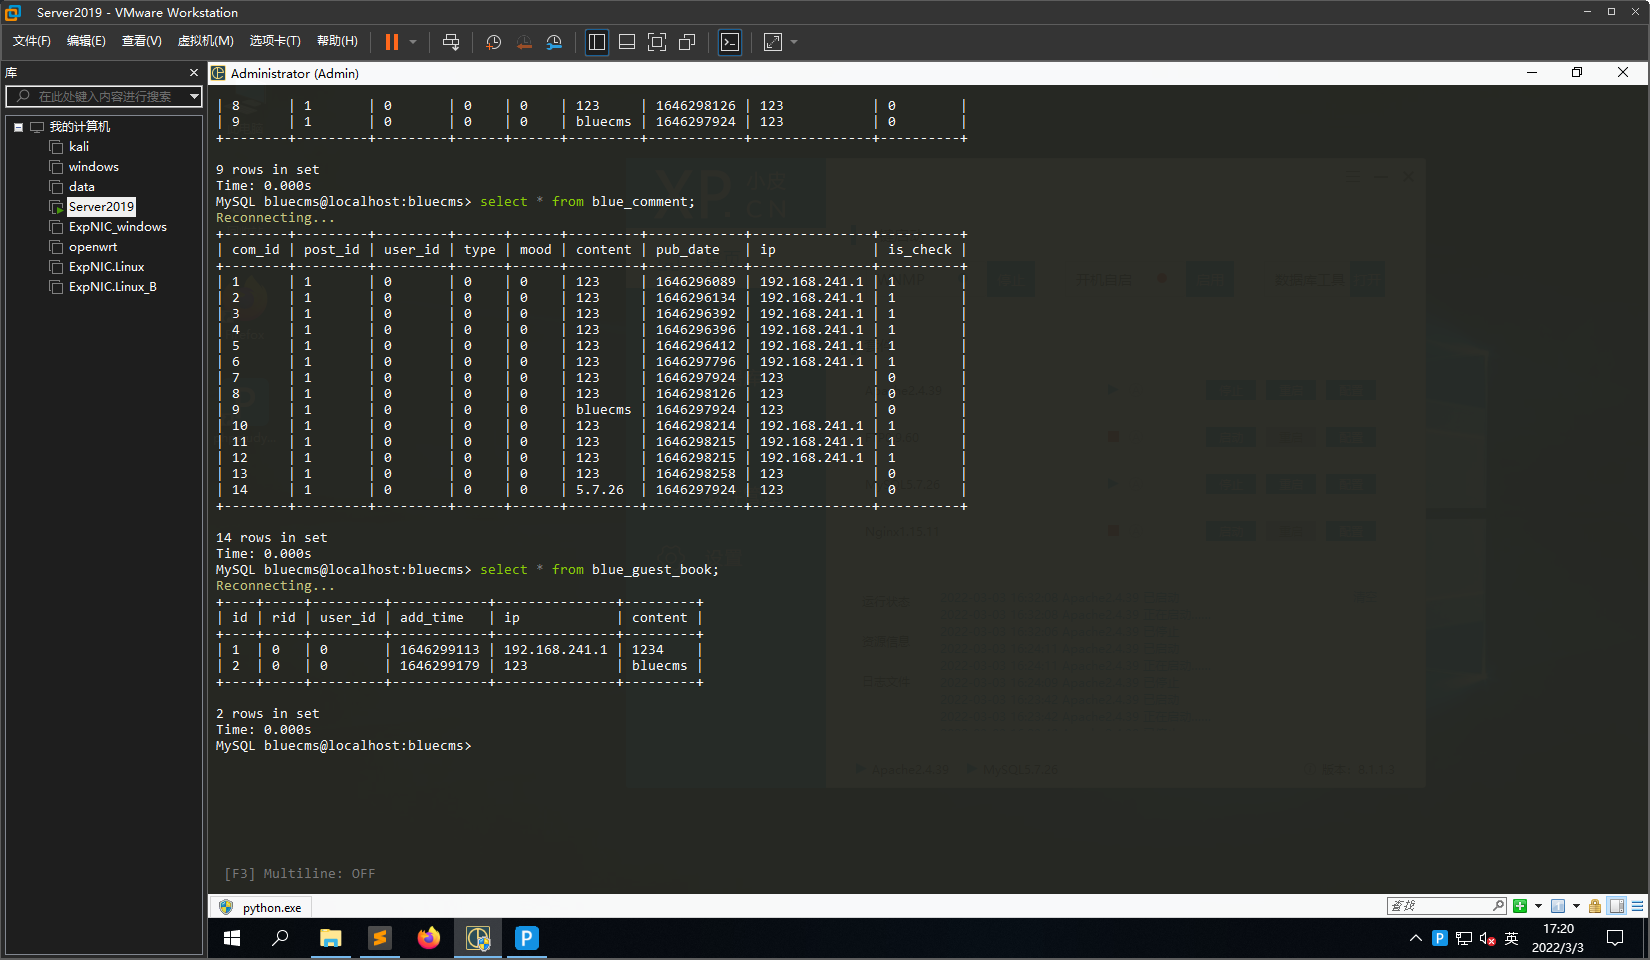 Server2019 - VMware Workstation
文件(F) 编辑(E) 查看(V) 虚拟机(M) 选项卡(T) 帮助(H)
库
在此处键入内容进行搜索
我的计算机
kali
windows
data
Server2019
ExpNIC_windows
openwrt
ExpNIC.Linux
ExpNIC.Linux_B
Administrator (Admin)
| 8      | 1       | 0       | 0    | 0    | 123     | 1646298126 | 123           | 0        |
| 9      | 1       | 0       | 0    | 0    | bluecms | 1646297924 | 123           | 0        |
+--------+---------+---------+------+------+---------+------------+---------------+----------+
9 rows in set
Time: 0.000s
MySQL bluecms@localhost:bluecms> select * from blue_comment;
Reconnecting...
+--------+---------+---------+------+------+---------+------------+---------------+----------+
| com_id | post_id | user_id | type | mood | content | pub_date   | ip            | is_check |
+--------+---------+---------+------+------+---------+------------+---------------+----------+
| 1      | 1       | 0       | 0    | 0    | 123     | 1646296089 | 192.168.241.1 | 1        |
| 2      | 1       | 0       | 0    | 0    | 123     | 1646296134 | 192.168.241.1 | 1        |
| 3      | 1       | 0       | 0    | 0    | 123     | 1646296392 | 192.168.241.1 | 1        |
| 4      | 1       | 0       | 0    | 0    | 123     | 1646296396 | 192.168.241.1 | 1        |
| 5      | 1       | 0       | 0    | 0    | 123     | 1646296412 | 192.168.241.1 | 1        |
| 6      | 1       | 0       | 0    | 0    | 123     | 1646297796 | 192.168.241.1 | 1        |
| 7      | 1       | 0       | 0    | 0    | 123     | 1646297924 | 123           | 0        |
| 8      | 1       | 0       | 0    | 0    | 123     | 1646298126 | 123           | 0        |
| 9      | 1       | 0       | 0    | 0    | bluecms | 1646297924 | 123           | 0        |
| 10     | 1       | 0       | 0    | 0    | 123     | 1646298214 | 192.168.241.1 | 1        |
| 11     | 1       | 0       | 0    | 0    | 123     | 1646298215 | 192.168.241.1 | 1        |
| 12     | 1       | 0       | 0    | 0    | 123     | 1646298215 | 192.168.241.1 | 1        |
| 13     | 1       | 0       | 0    | 0    | 123     | 1646298258 | 123           | 0        |
| 14     | 1       | 0       | 0    | 0    | 5.7.26  | 1646297924 | 123           | 0        |
+--------+---------+---------+------+------+---------+------------+---------------+----------+
14 rows in set
Time: 0.000s
MySQL bluecms@localhost:bluecms> select * from blue_guest_book;
Reconnecting...
+----+-----+---------+------------+---------------+---------+
| id | rid | user_id | add_time   | ip            | content |
+----+-----+---------+------------+---------------+---------+
| 1  | 0   | 0       | 1646299113 | 192.168.241.1 | 1234    |
| 2  | 0   | 0       | 1646299179 | 123           | bluecms |
+----+-----+---------+------------+---------------+---------+
2 rows in set
Time: 0.000s
MySQL bluecms@localhost:bluecms>
[F3] Multiline: OFF
python.exe
查找
英
17:20
2022/3/3